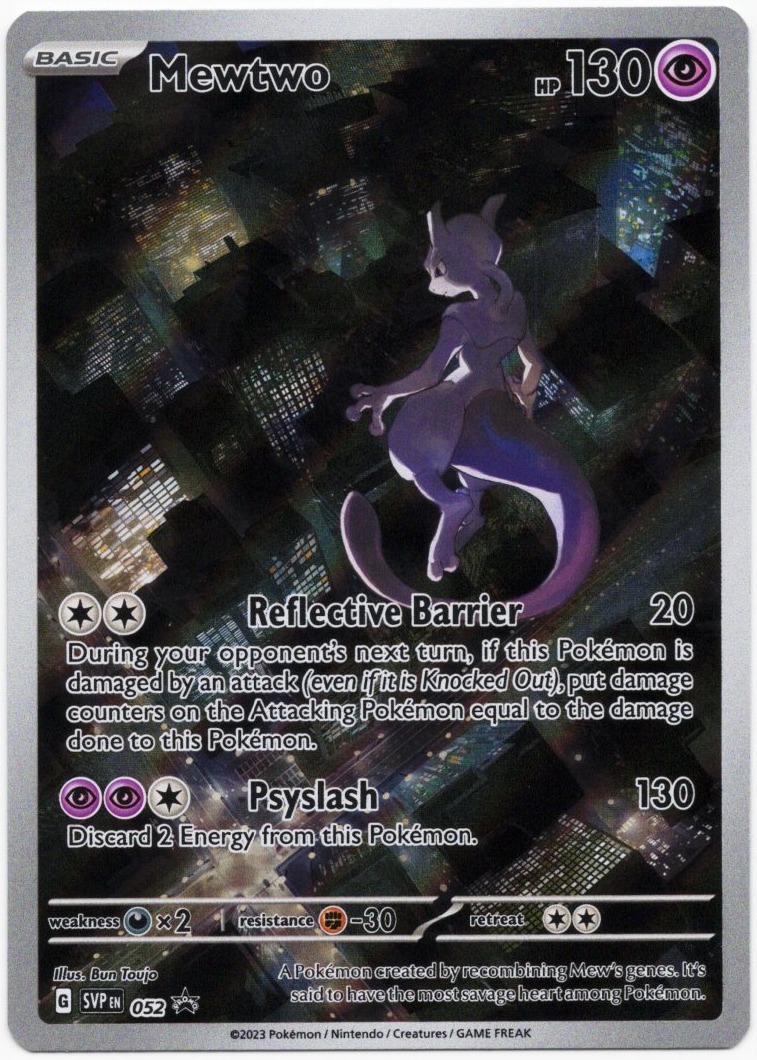 BASIC Mewtwo HP 130
Reflective Barrier 20
During your opponent's next turn, if this Pokémon is
damaged by an attack (even if it is Knocked Out), put damage
counters on the Attacking Pokémon equal to the damage
done to this Pokémon.
Psyslash 130
Discard 2 Energy from this Pokémon.
weakness ×2 resistance -30 retreat
Illus. Bun Toujo
A Pokémon created by recombining Mew's genes. It's
said to have the most savage heart among Pokémon.
G SVP EN 052 PROMO
©2023 Pokémon / Nintendo / Creatures / GAME FREAK